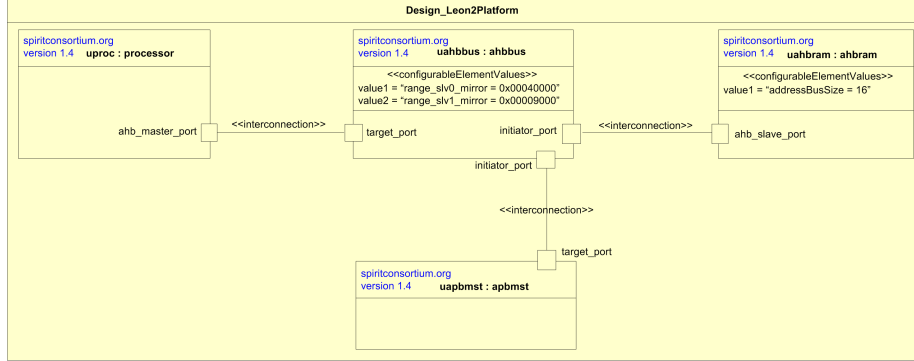 Design_Leon2Platform
spiritconsortium.org
version 1.4 uproc : processor
ahb_master_port
<<interconnection>>
spiritconsortium.org
version 1.4 uahbbus : ahbbus
<<configurableElementValues>>
value1 = “range_slv0_mirror = 0x00040000”
value2 = “range_slv1_mirror = 0x00009000”
target_port
initiator_port
initiator_port
<<interconnection>>
spiritconsortium.org
version 1.4 uahbram : ahbram
<<configurableElementValues>>
value1 = “addressBusSize = 16”
ahb_slave_port
<<interconnection>>
target_port
spiritconsortium.org
version 1.4 uapbmst : apbmst